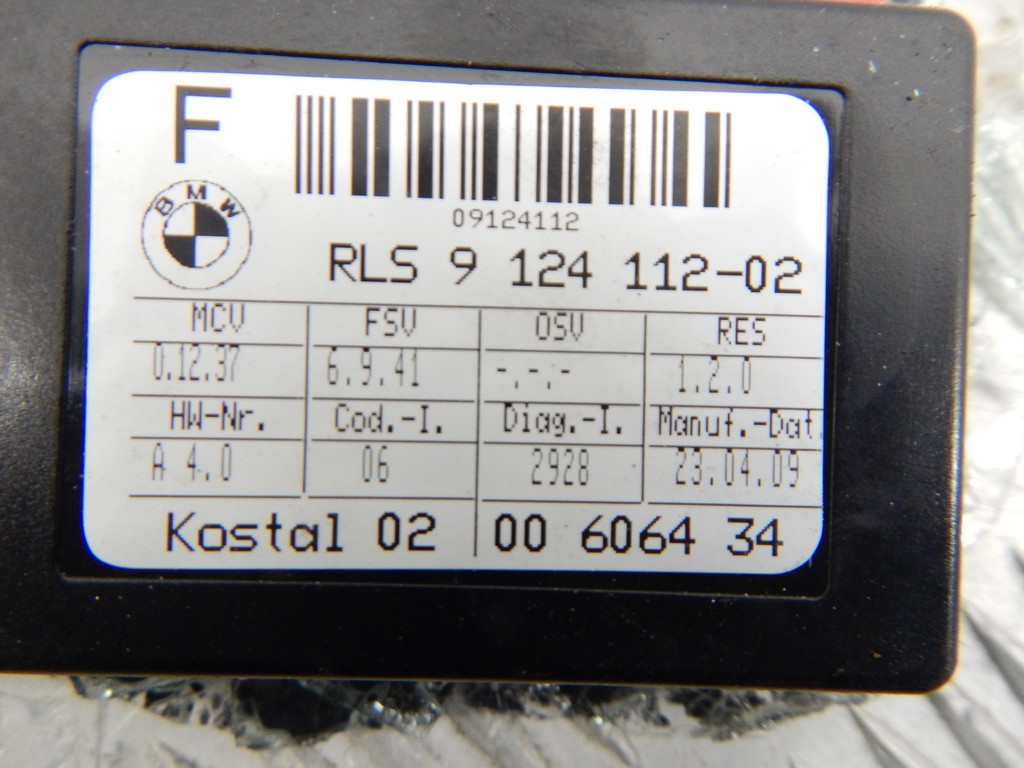 F
BMW
09124112
RLS 9 124 112-02
MCV FSV OSV RES
0.12.37 6.9.41 -.-.- 1.2.0
HW-Nr. Cod.-I. Diag.-I. Manuf.-Dat.
A 4.0 06 2928 23.04.09
Kostal 02 00 6064 34